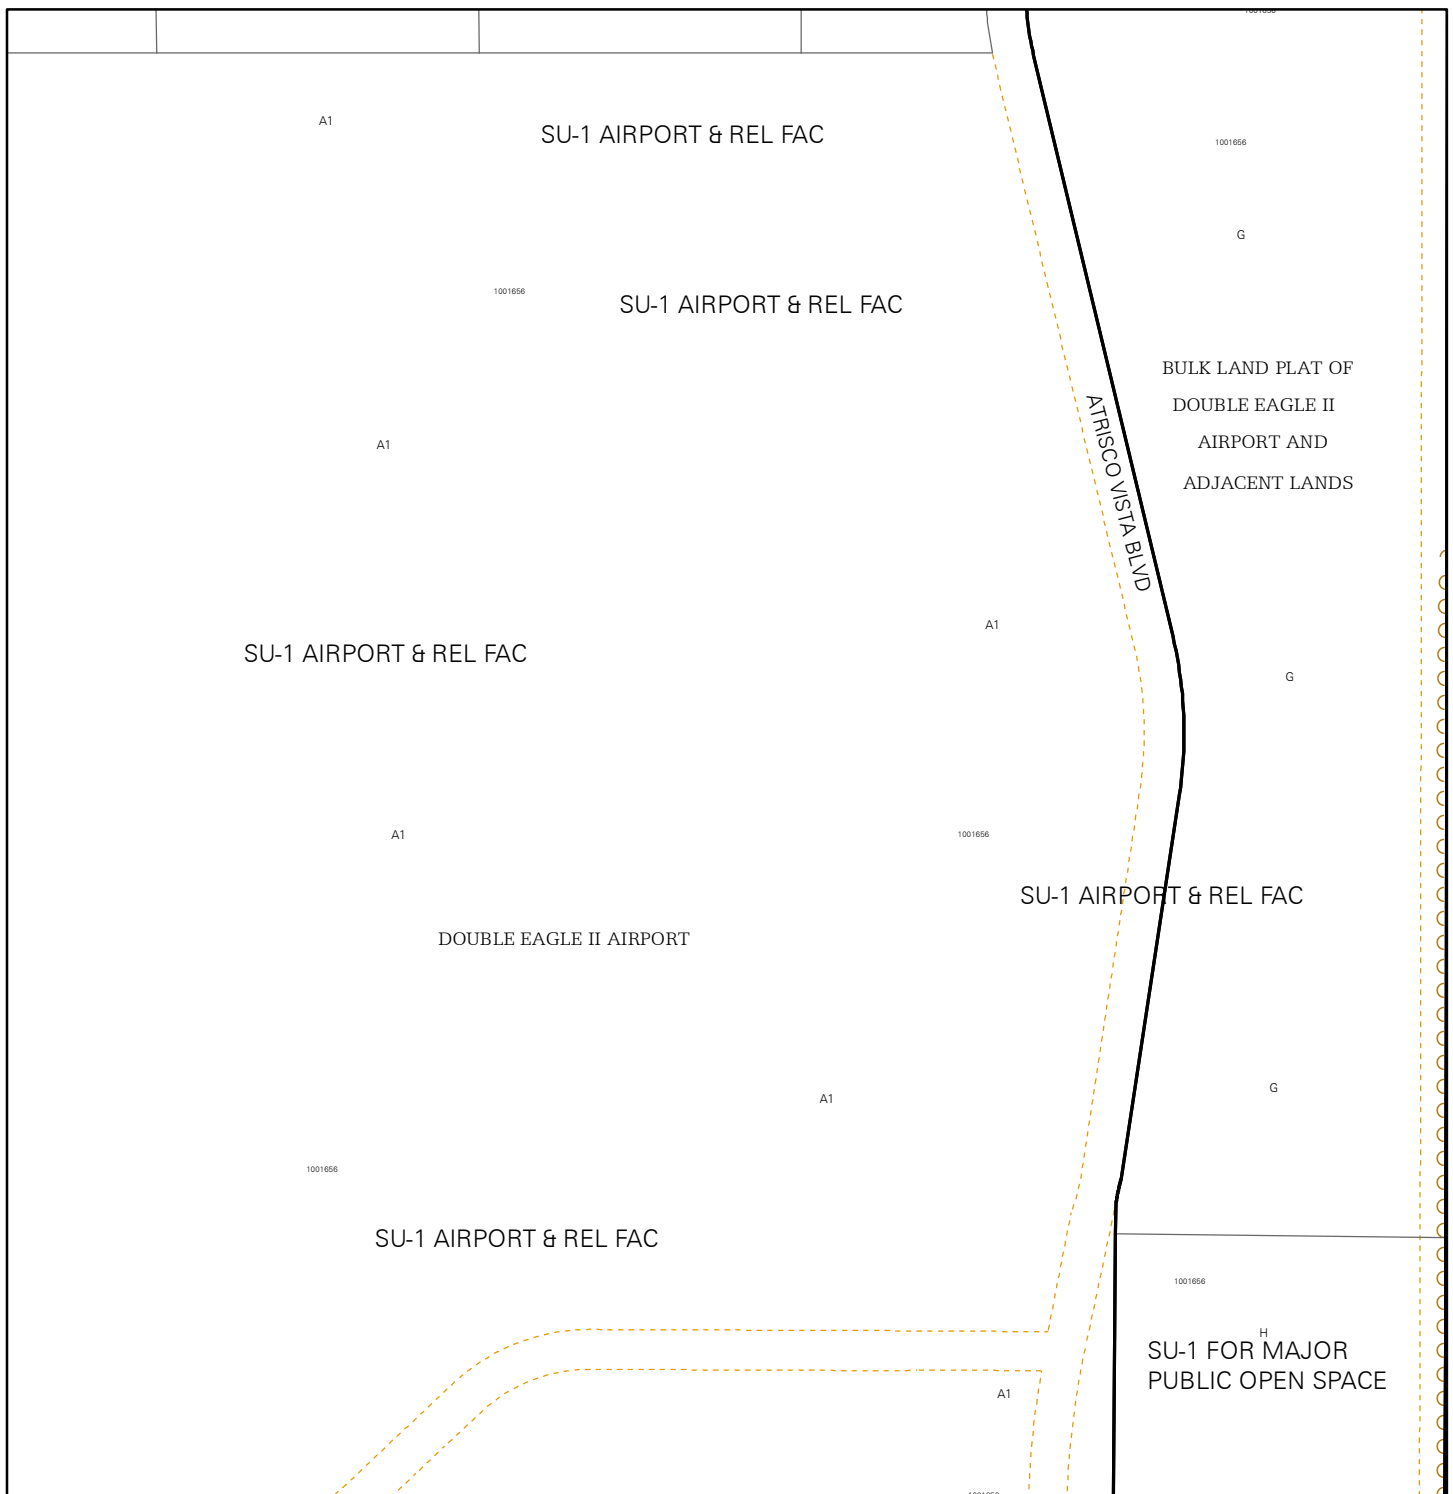 A1
SU-1 AIRPORT & REL FAC
1001656
G
1001656
SU-1 AIRPORT & REL FAC
BULK LAND PLAT OF
DOUBLE EAGLE II
AIRPORT AND
ADJACENT LANDS
A1
ATRISCO VISTA BLVD
A1
SU-1 AIRPORT & REL FAC
G
A1
1001656
SU-1 AIRPORT & REL FAC
DOUBLE EAGLE II AIRPORT
G
A1
1001656
SU-1 AIRPORT & REL FAC
1001656
H
SU-1 FOR MAJOR
PUBLIC OPEN SPACE
A1